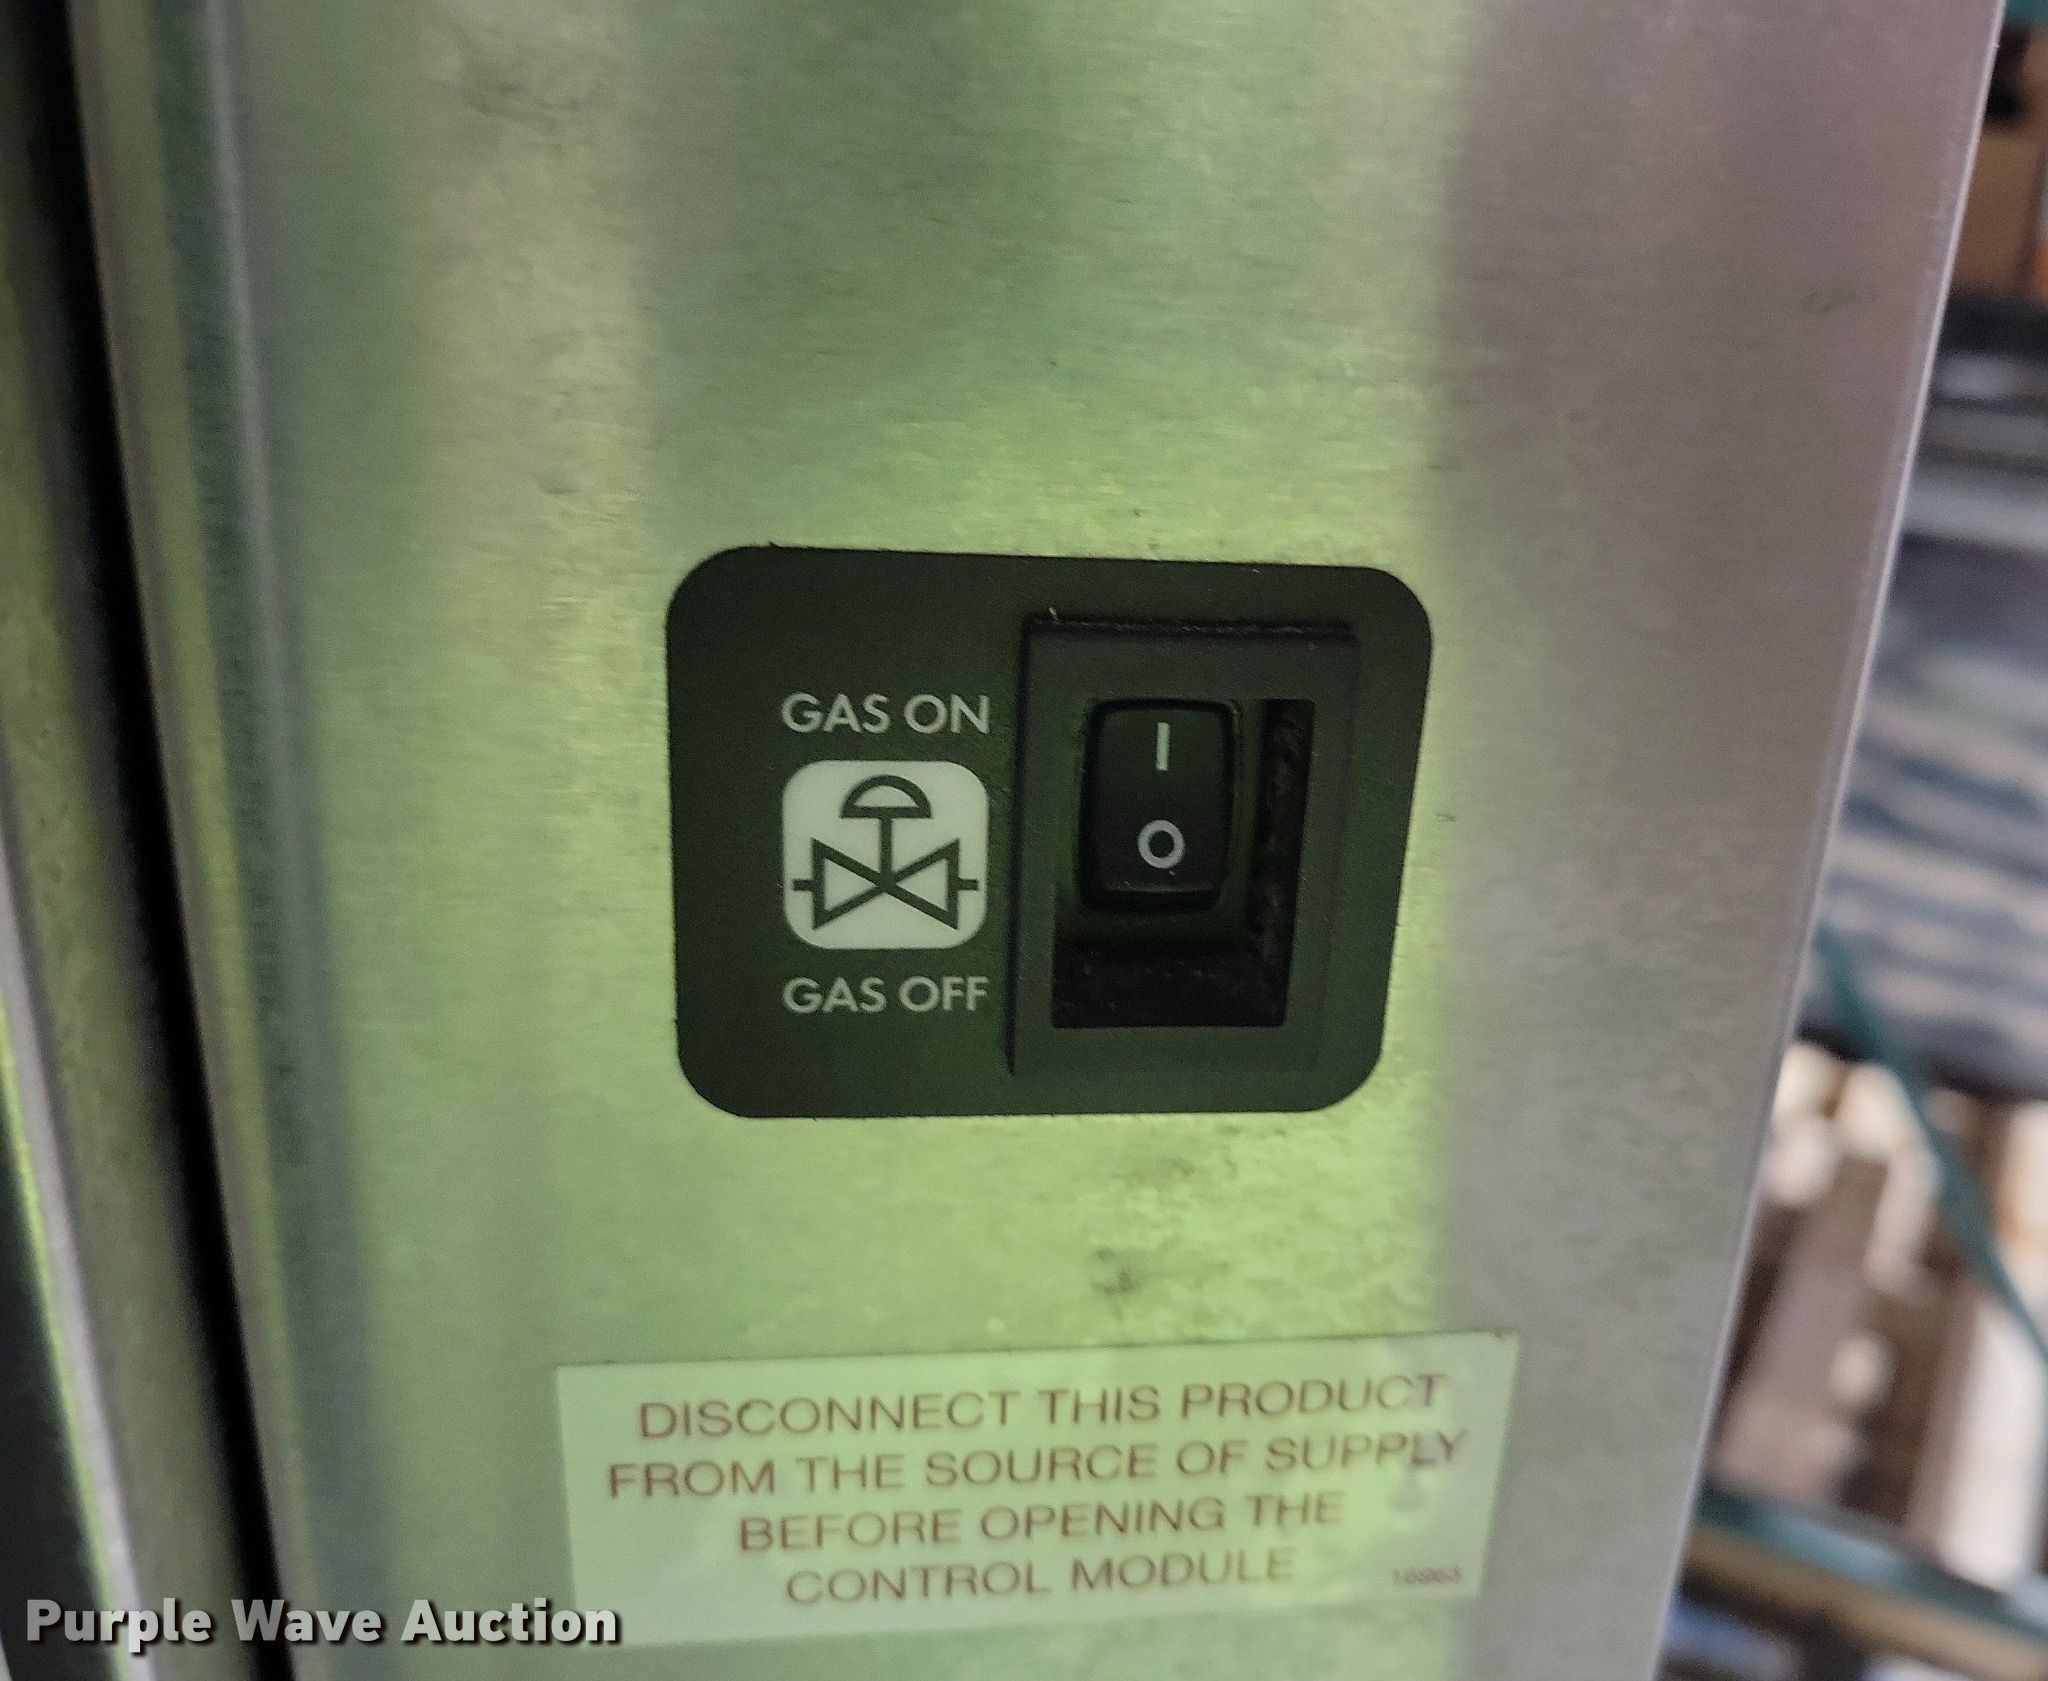 GAS ON
I
O
GAS OFF
DISCONNECT THIS PRODUCT
FROM THE SOURCE OF SUPPLY
BEFORE OPENING THE
CONTROL MODULE
Purple Wave Auction